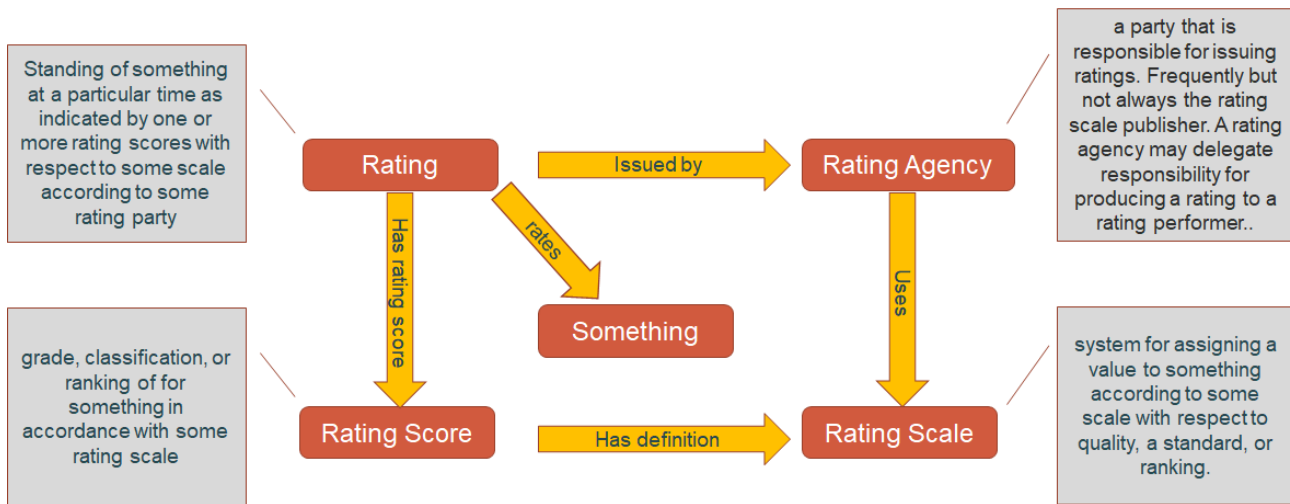 Standing of something
at a particular time as
indicated by one or
more rating scores with
respect to some scale
according to some
rating party
a party that is
responsible for issuing
ratings. Frequently but
not always the rating
scale publisher. A rating
agency may delegate
responsibility for
producing a rating to a
rating performer..
Rating
Issued by
Rating Agency
Has rating score
rates
Uses
Something
grade, classification, or
ranking of for
something in
accordance with some
rating scale
Rating Score
Has definition
Rating Scale
system for assigning a
value to something
according to some
scale with respect to
quality, a standard, or
ranking.